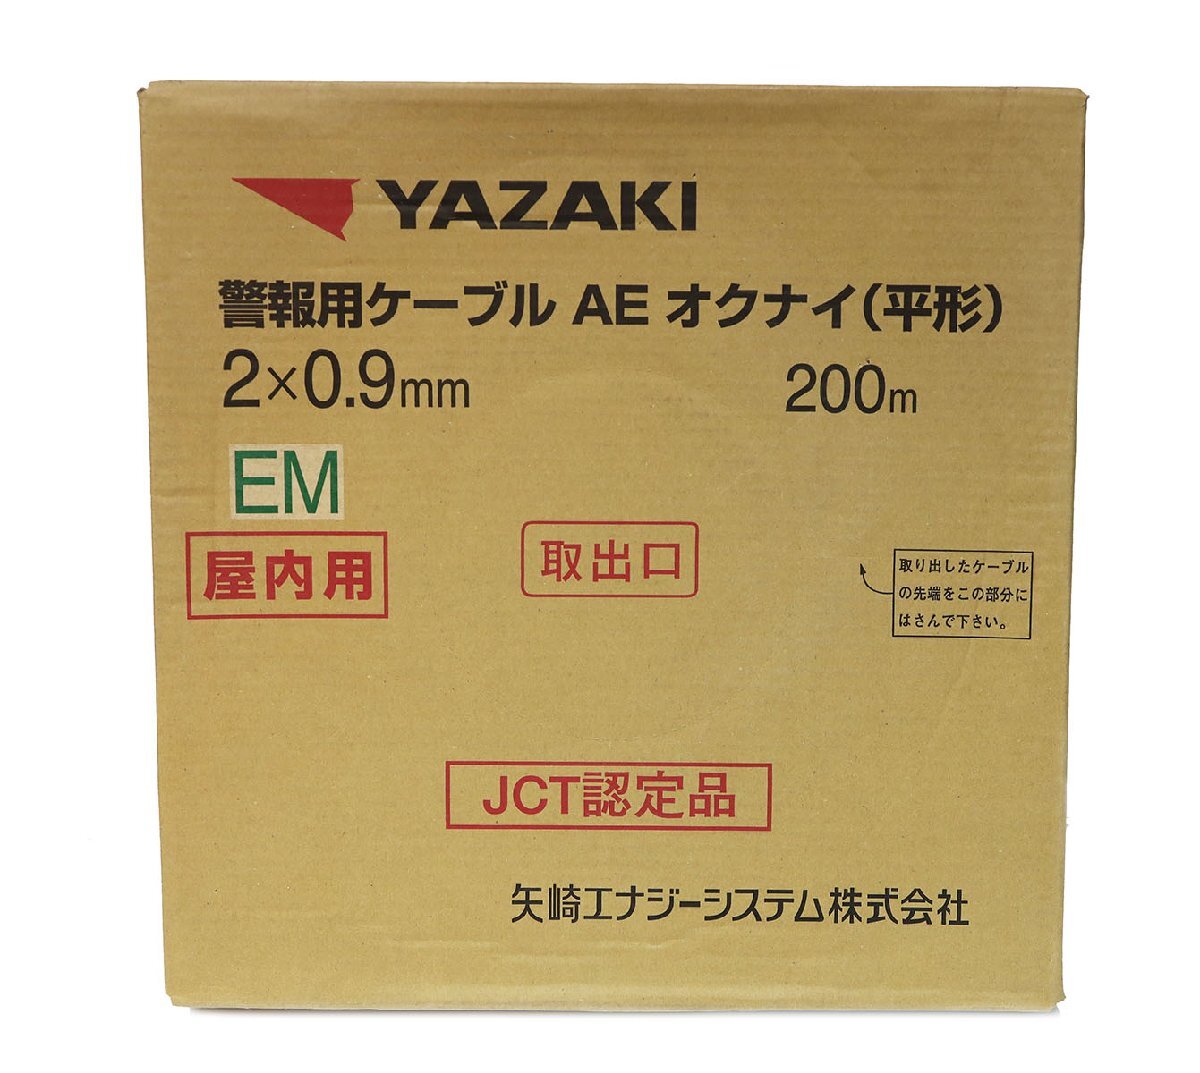 YAZAKI
警報用ケーブル AE オクナイ(平形)
2×0.9mm 200m
EM
屋内用
取出口
取り出したケーブル
の先端をこの部分に
はさんで下さい。
JCT認定品
矢崎エナジーシステム株式会社